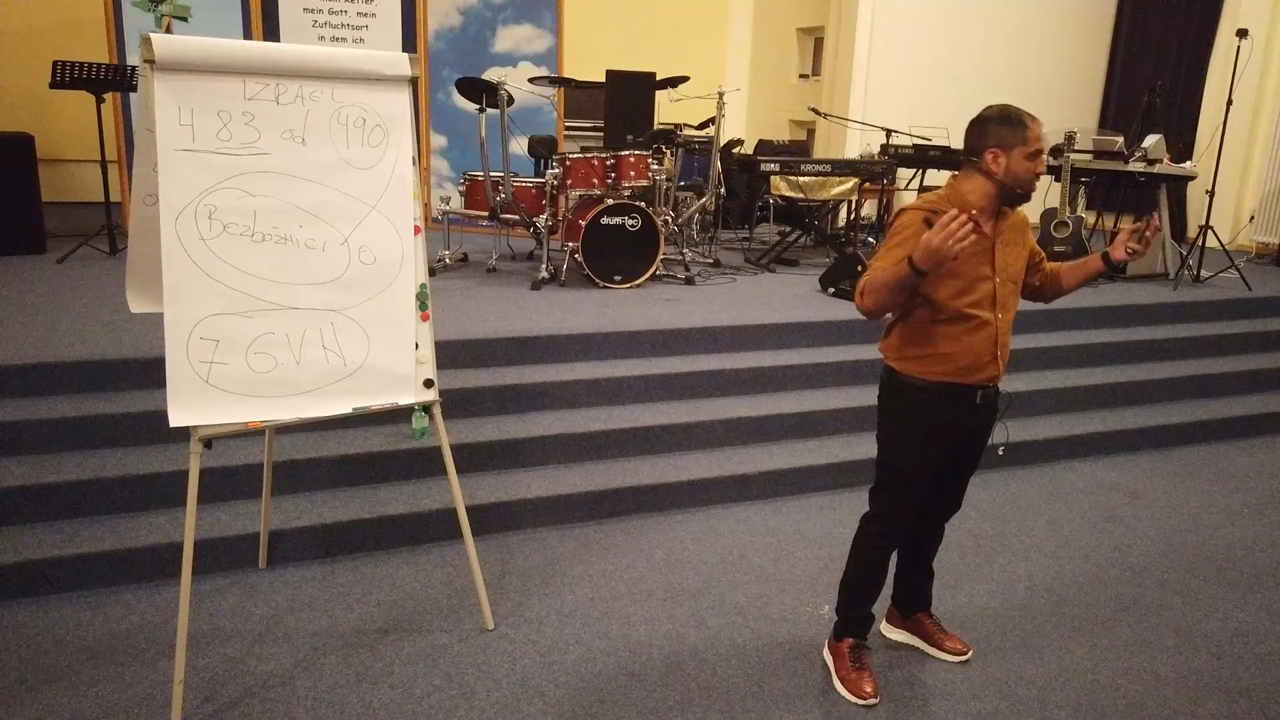 mein Retter,
mein Gott, mein
Zufluchtsort
in dem ich
IZRAEL
483 od 490
Bezbožnici
7 G.V.H.
drum-tec
KORG KRONOS